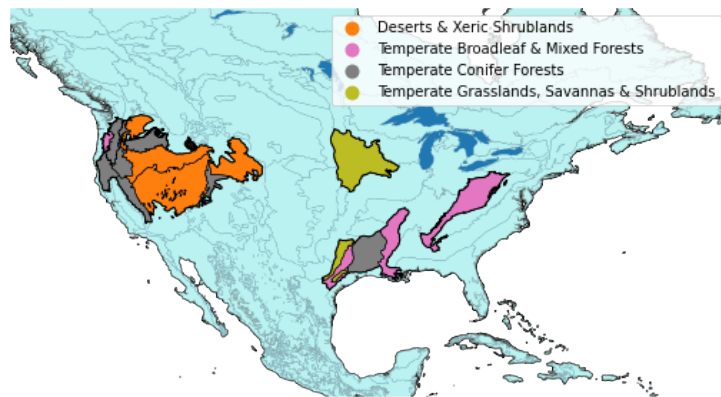 Deserts & Xeric Shrublands
Temperate Broadleaf & Mixed Forests
Temperate Conifer Forests
Temperate Grasslands, Savannas & Shrublands